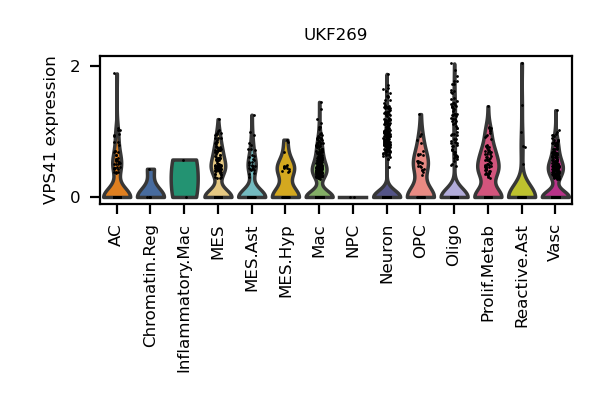 UKF269
VPS41 expression
2
0
AC
Chromatin.Reg
Inflammatory.Mac
MES
MES.Ast
MES.Hyp
Mac
NPC
Neuron
OPC
Oligo
Prolif.Metab
Reactive.Ast
Vasc